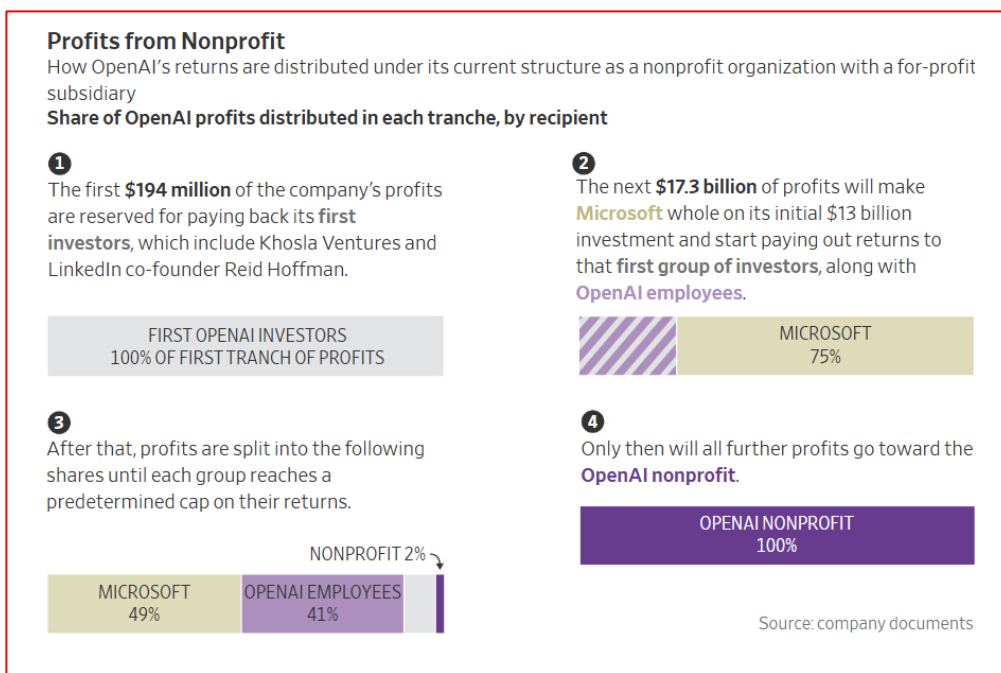 Profits from Nonprofit
How OpenAI's returns are distributed under its current structure as a nonprofit organization with a for-profit
subsidiary
Share of OpenAI profits distributed in each tranche, by recipient
1
The first $194 million of the company's profits
are reserved for paying back its first
investors, which include Khosla Ventures and
LinkedIn co-founder Reid Hoffman.
FIRST OPENAI INVESTORS
100% OF FIRST TRANCH OF PROFITS
2
The next $17.3 billion of profits will make
Microsoft whole on its initial $13 billion
investment and start paying out returns to
that first group of investors, along with
OpenAI employees.
MICROSOFT
75%
3
After that, profits are split into the following
shares until each group reaches a
predetermined cap on their returns.
NONPROFIT 2%
MICROSOFT
49%
OPENAI EMPLOYEES
41%
4
Only then will all further profits go toward the
OpenAI nonprofit.
OPENAI NONPROFIT
100%
Source: company documents